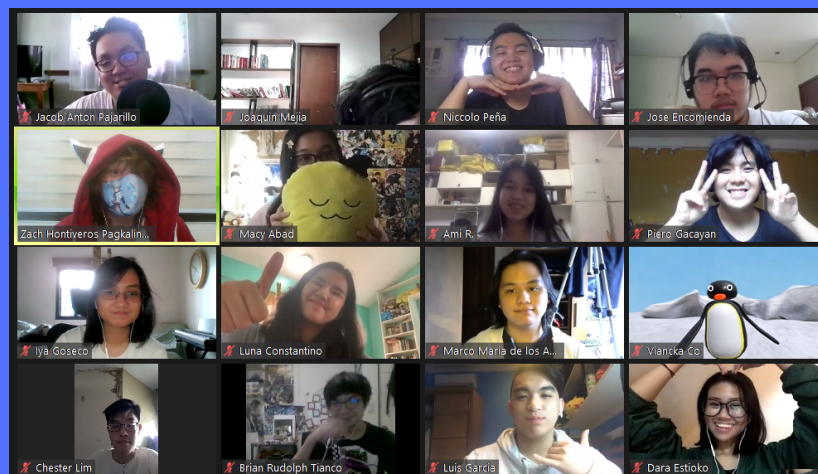 Jacob Anton Pajarillo
Joaquin Mejia
Niccolo Peña
Jose Encomienda
Zach Hontiveros Pagkalin...
Macy Abad
Ami R.
Piero Gacayan
Iya Goseco
Luna Constantino
Marco Maria de los A...
Viancka Co
Chester Lim
Brian Rudolph Tianco
Luis Garcia
Dara Estioko